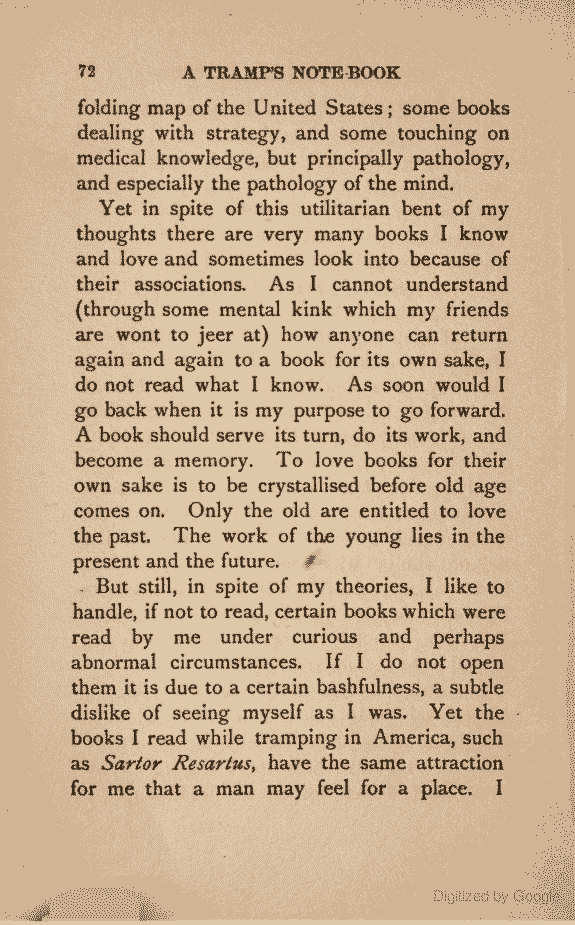 72 A TRAMP'S NOTE-BOOK
folding map of the United States; some books
dealing with strategy, and some touching on
medical knowledge, but principally pathology,
and especially the pathology of the mind.
Yet in spite of this utilitarian bent of my
thoughts there are very many books I know
and love and sometimes look into because of
their associations. As I cannot understand
(through some mental kink which my friends
are wont to jeer at) how anyone can return
again and again to a book for its own sake, I
do not read what I know. As soon would I
go back when it is my purpose to go forward.
A book should serve its turn, do its work, and
become a memory. To love books for their
own sake is to be crystallised before old age
comes on. Only the old are entitled to love
the past. The work of the young lies in the
present and the future.
But still, in spite of my theories, I like to
handle, if not to read, certain books which were
read by me under curious and perhaps
abnormal circumstances. If I do not open
them it is due to a certain bashfulness, a subtle
dislike of seeing myself as I was. Yet the
books I read while tramping in America, such
as Sartor Resartus, have the same attraction
for me that a man may feel for a place. I
Digitized by Google